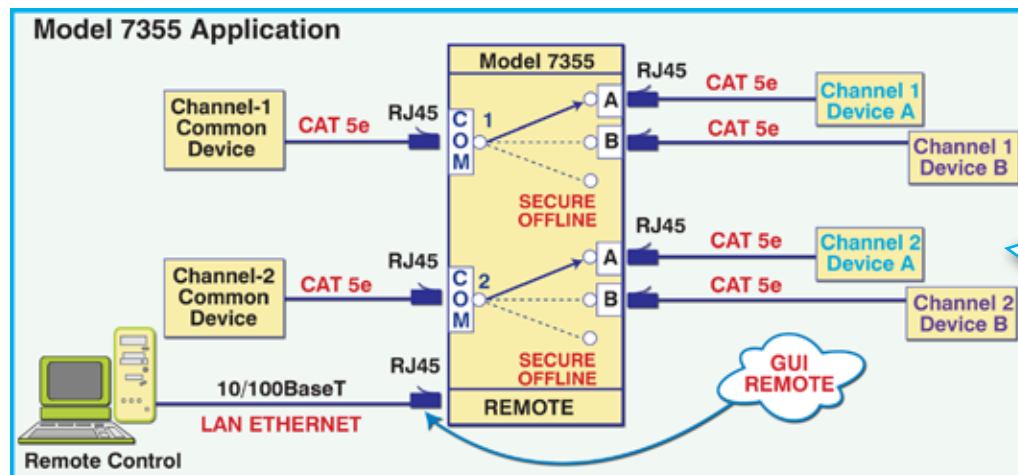 Model 7355 Application
Model 7355
Channel-1
Common
Device
CAT 5e
RJ45
COM
1
A
B
SECURE
OFFLINE
RJ45
CAT 5e
Channel 1
Device A
CAT 5e
Channel 1
Device B
Channel-2
Common
Device
CAT 5e
RJ45
COM
2
A
B
SECURE
OFFLINE
RJ45
CAT 5e
Channel 2
Device A
CAT 5e
Channel 2
Device B
10/100BaseT
LAN ETHERNET
RJ45
REMOTE
GUI
REMOTE
Remote Control